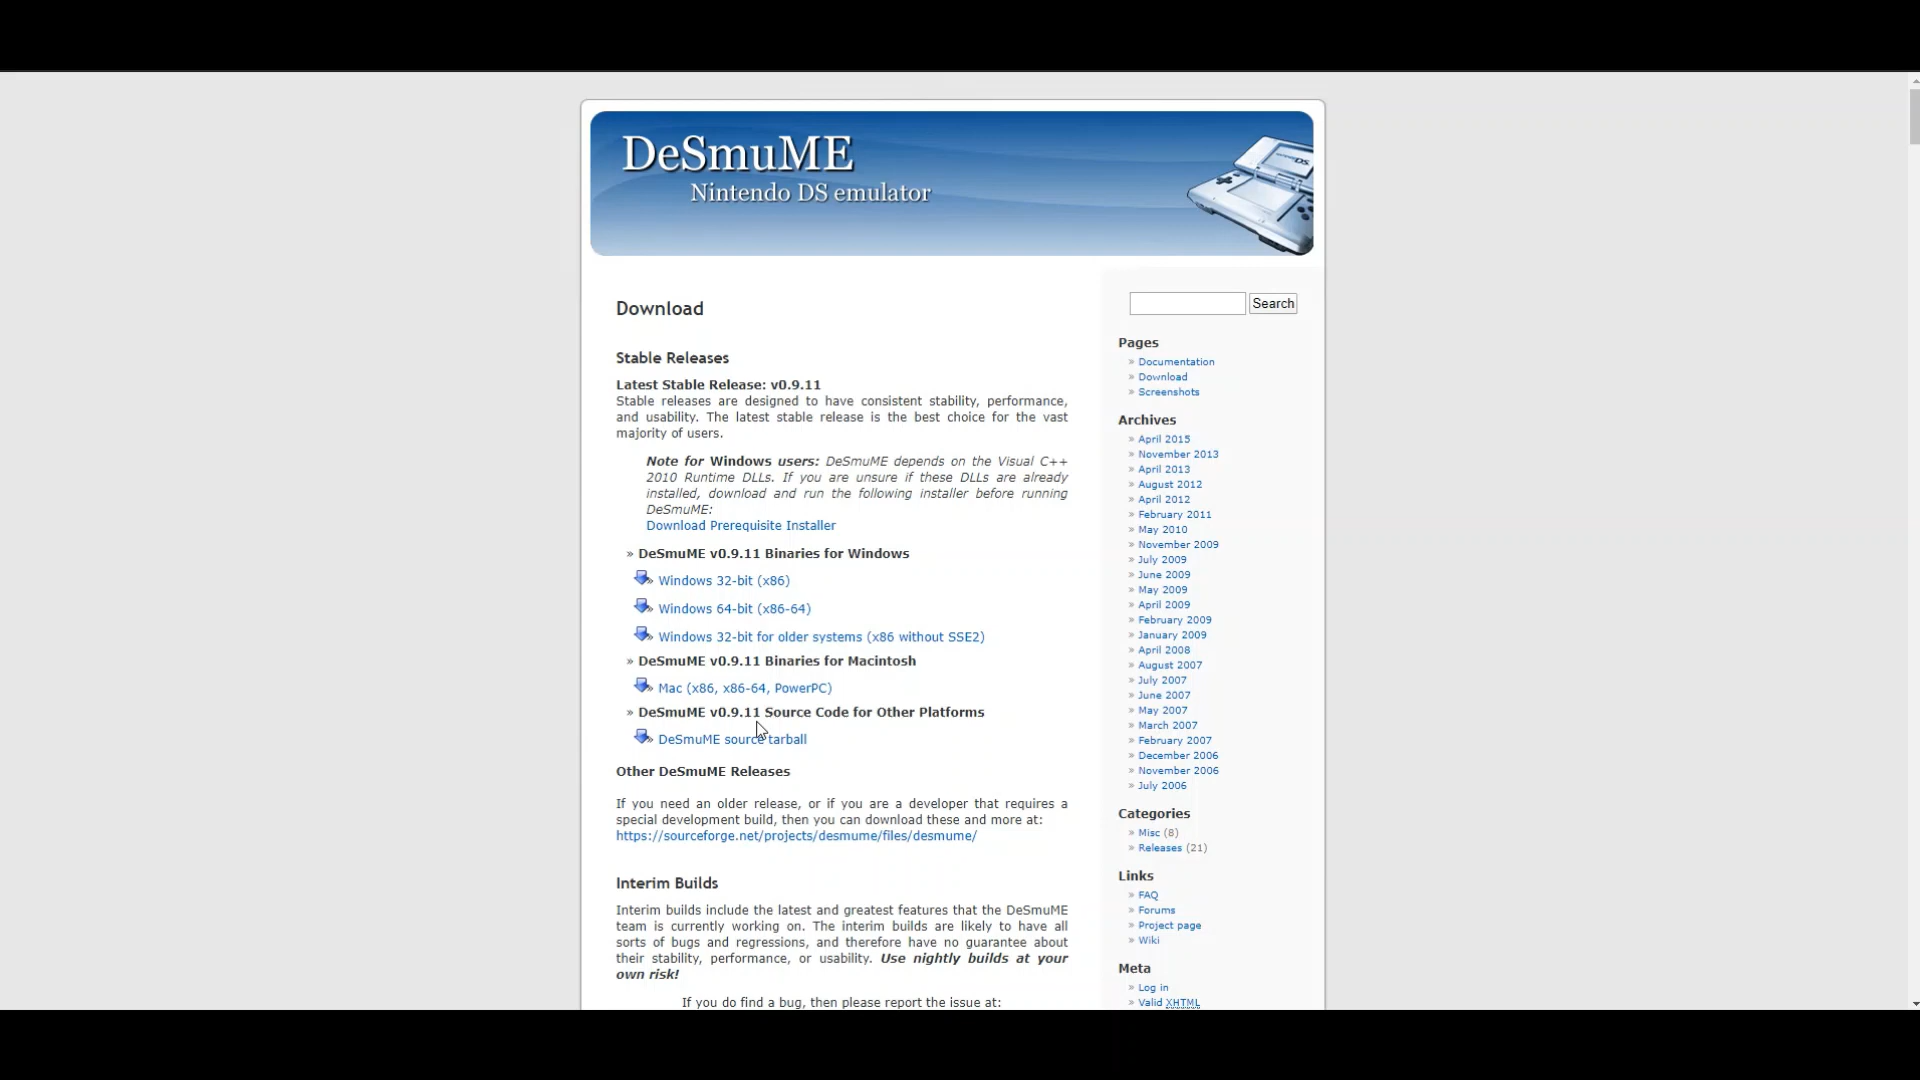 DeSmuME
Nintendo DS emulator
Download
Stable Releases
Latest Stable Release: v0.9.11
Stable releases are designed to have consistent stability, performance,
and usability. The latest stable release is the best choice for the vast
majority of users.
Note for Windows users: DeSmuME depends on the Visual C++
2010 Runtime DLLs. If you are unsure if these DLLs are already
installed, download and run the following installer before running
DeSmuME:
Download Prerequisite Installer
» DeSmuME v0.9.11 Binaries for Windows
» Windows 32-bit (x86)
» Windows 64-bit (x86-64)
» Windows 32-bit for older systems (x86 without SSE2)
» DeSmuME v0.9.11 Binaries for Macintosh
» Mac (x86, x86-64, PowerPC)
» DeSmuME v0.9.11 Source Code for Other Platforms
» DeSmuME source tarball
Other DeSmuME Releases
If you need an older release, or if you are a developer that requires a
special development build, then you can download these and more at:
https://sourceforge.net/projects/desmume/files/desmume/
Interim Builds
Interim builds include the latest and greatest features that the DeSmuME
team is currently working on. The interim builds are likely to have all
sorts of bugs and regressions, and therefore have no guarantee about
their stability, performance, or usability. Use nightly builds at your
own risk!
If you do find a bug, then please report the issue at:
Search
Pages
» Documentation
» Download
» Screenshots
Archives
» April 2015
» November 2013
» April 2013
» August 2012
» April 2012
» February 2011
» May 2010
» November 2009
» July 2009
» June 2009
» May 2009
» April 2009
» February 2009
» January 2009
» April 2008
» August 2007
» July 2007
» June 2007
» May 2007
» March 2007
» February 2007
» December 2006
» November 2006
» July 2006
Categories
» Misc (8)
» Releases (21)
Links
» FAQ
» Forums
» Project page
» Wiki
Meta
» Log in
» Valid XHTML